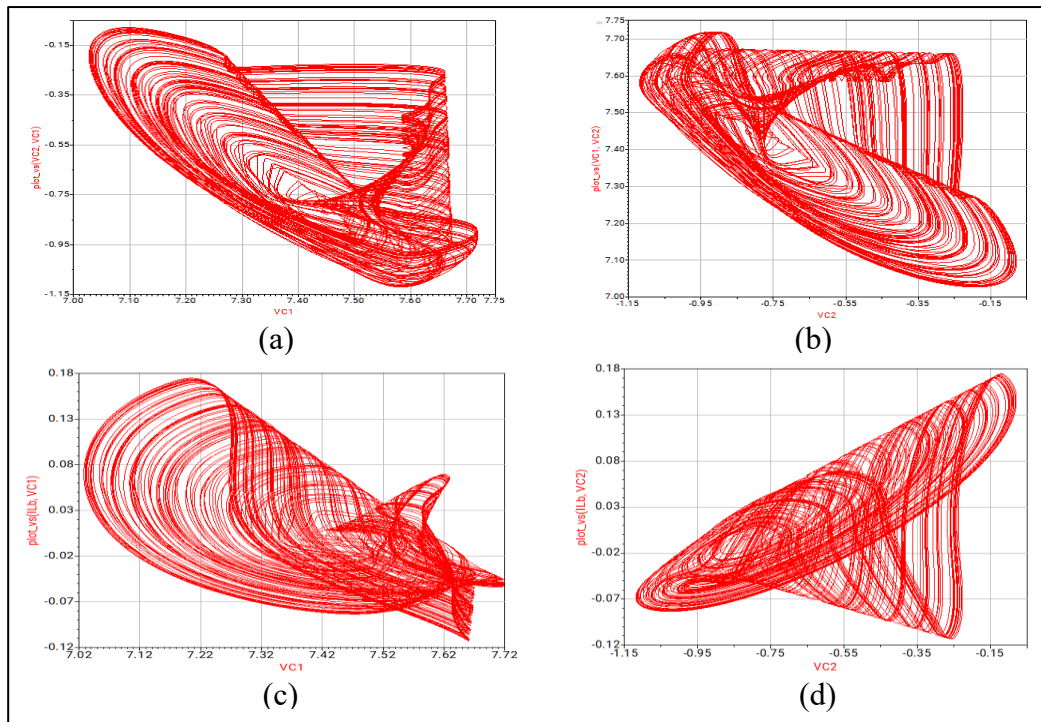 -0.15
-0.35
-0.55
-0.75
-0.95
-1.15
plot_vs(VC2, VC1)
7.00 7.10 7.20 7.30 7.40 7.50 7.60 7.70 7.75
VC1
(a)
7.75
7.70
7.60
7.50
7.40
7.30
7.20
7.10
7.00
plot_vs(VC1, VC2)
-1.15 -0.95 -0.75 -0.55 -0.35 -0.15
VC2
(b)
0.18
0.13
0.08
0.03
-0.02
-0.07
-0.12
plot_vs(ILb, VC1)
7.02 7.12 7.22 7.32 7.42 7.52 7.62 7.72
VC1
(c)
0.18
0.13
0.08
0.03
-0.02
-0.07
-0.12
plot_vs(ILb, VC2)
-1.15 -0.95 -0.75 -0.55 -0.35 -0.15
VC2
(d)